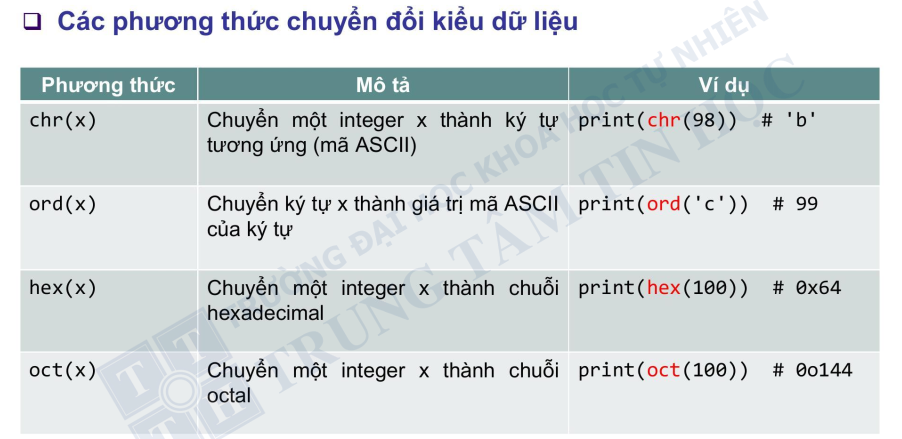 ❑ Các phương thức chuyển đổi kiểu dữ liệu
Phương thức Mô tả Ví dụ
chr(x) Chuyển một integer x thành ký tự print(chr(98)) # 'b'
tương ứng (mã ASCII)
ord(x) Chuyển ký tự x thành giá trị mã ASCII print(ord('c')) # 99
của ký tự
hex(x) Chuyển một integer x thành chuỗi print(hex(100)) # 0x64
hexadecimal
oct(x) Chuyển một integer x thành chuỗi print(oct(100)) # 0o144
octal
TRƯỜNG ĐẠI HỌC KHOA HỌC TỰ NHIÊN
TRUNG TÂM TIN HỌC